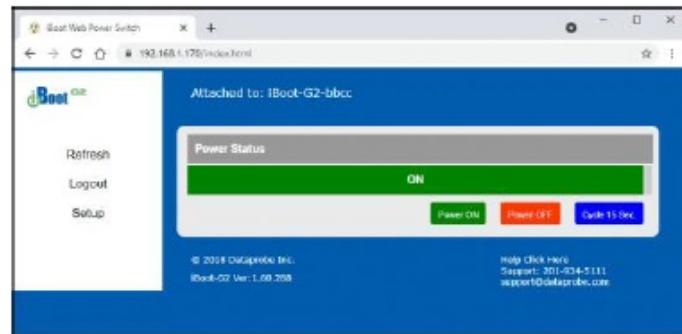 iBoot Web Power Switch
192.168.1.170/index.html
iBoot G2
Attached to: iBoot-G2-bbcc
Refresh
Logout
Setup
Power Status
ON
Power ON Power OFF Cycle 15 Sec.
© 2018 Dataprobe Inc.
iBoot-G2 Ver: 1.60.288
Help Click Here
Support: 201-934-5111
support@dataprobe.com